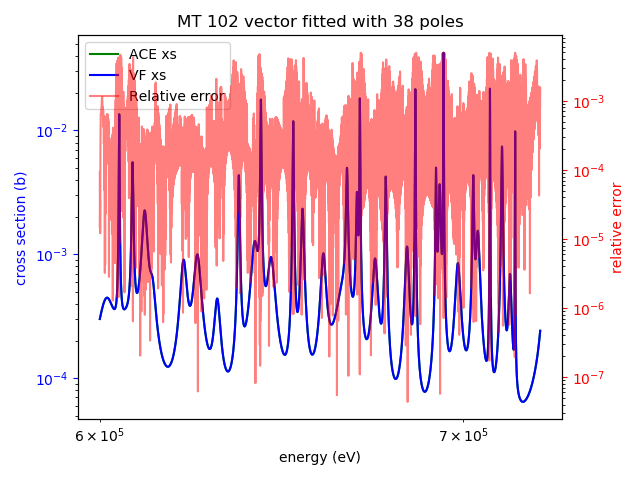 MT 102 vector fitted with 38 poles
ACE xs
VF xs
Relative error
10⁻²
10⁻³
10⁻⁴
cross section (b)
10⁻³
10⁻⁴
10⁻⁵
10⁻⁶
10⁻⁷
relative error
6 × 10⁵
7 × 10⁵
energy (eV)